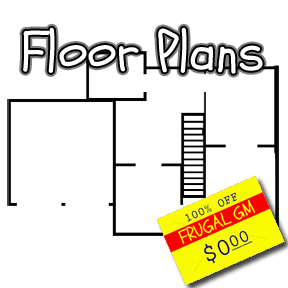 Floor Plans
100% OFF
FRUGAL GM
$0.00